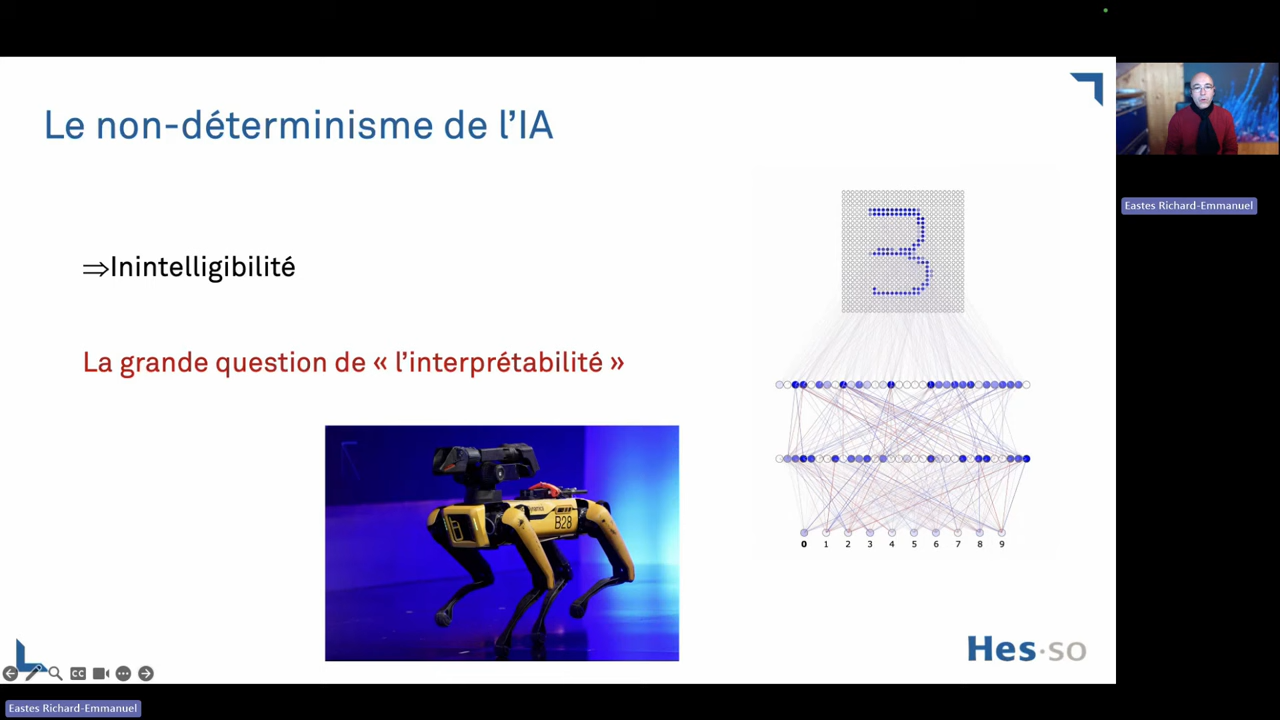 Le non-déterminisme de l’IA
⇒Inintelligibilité
La grande question de « l’interprétabilité »
B28
0 1 2 3 4 5 6 7 8 9
Hes·so
CC
Eastes Richard-Emmanuel
Eastes Richard-Emmanuel